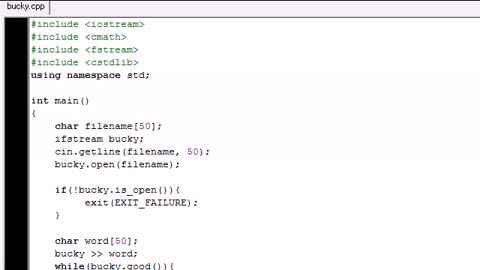 bucky.cpp
#include <iostream>
#include <cmath>
#include <fstream>
#include <cstdlib>
using namespace std;
int main()
{
char filename[50];
ifstream bucky;
cin.getline(filename, 50);
bucky.open(filename);
if(!bucky.is_open()){
exit(EXIT_FAILURE);
}
char word[50];
bucky >> word;
while(bucky.good()){